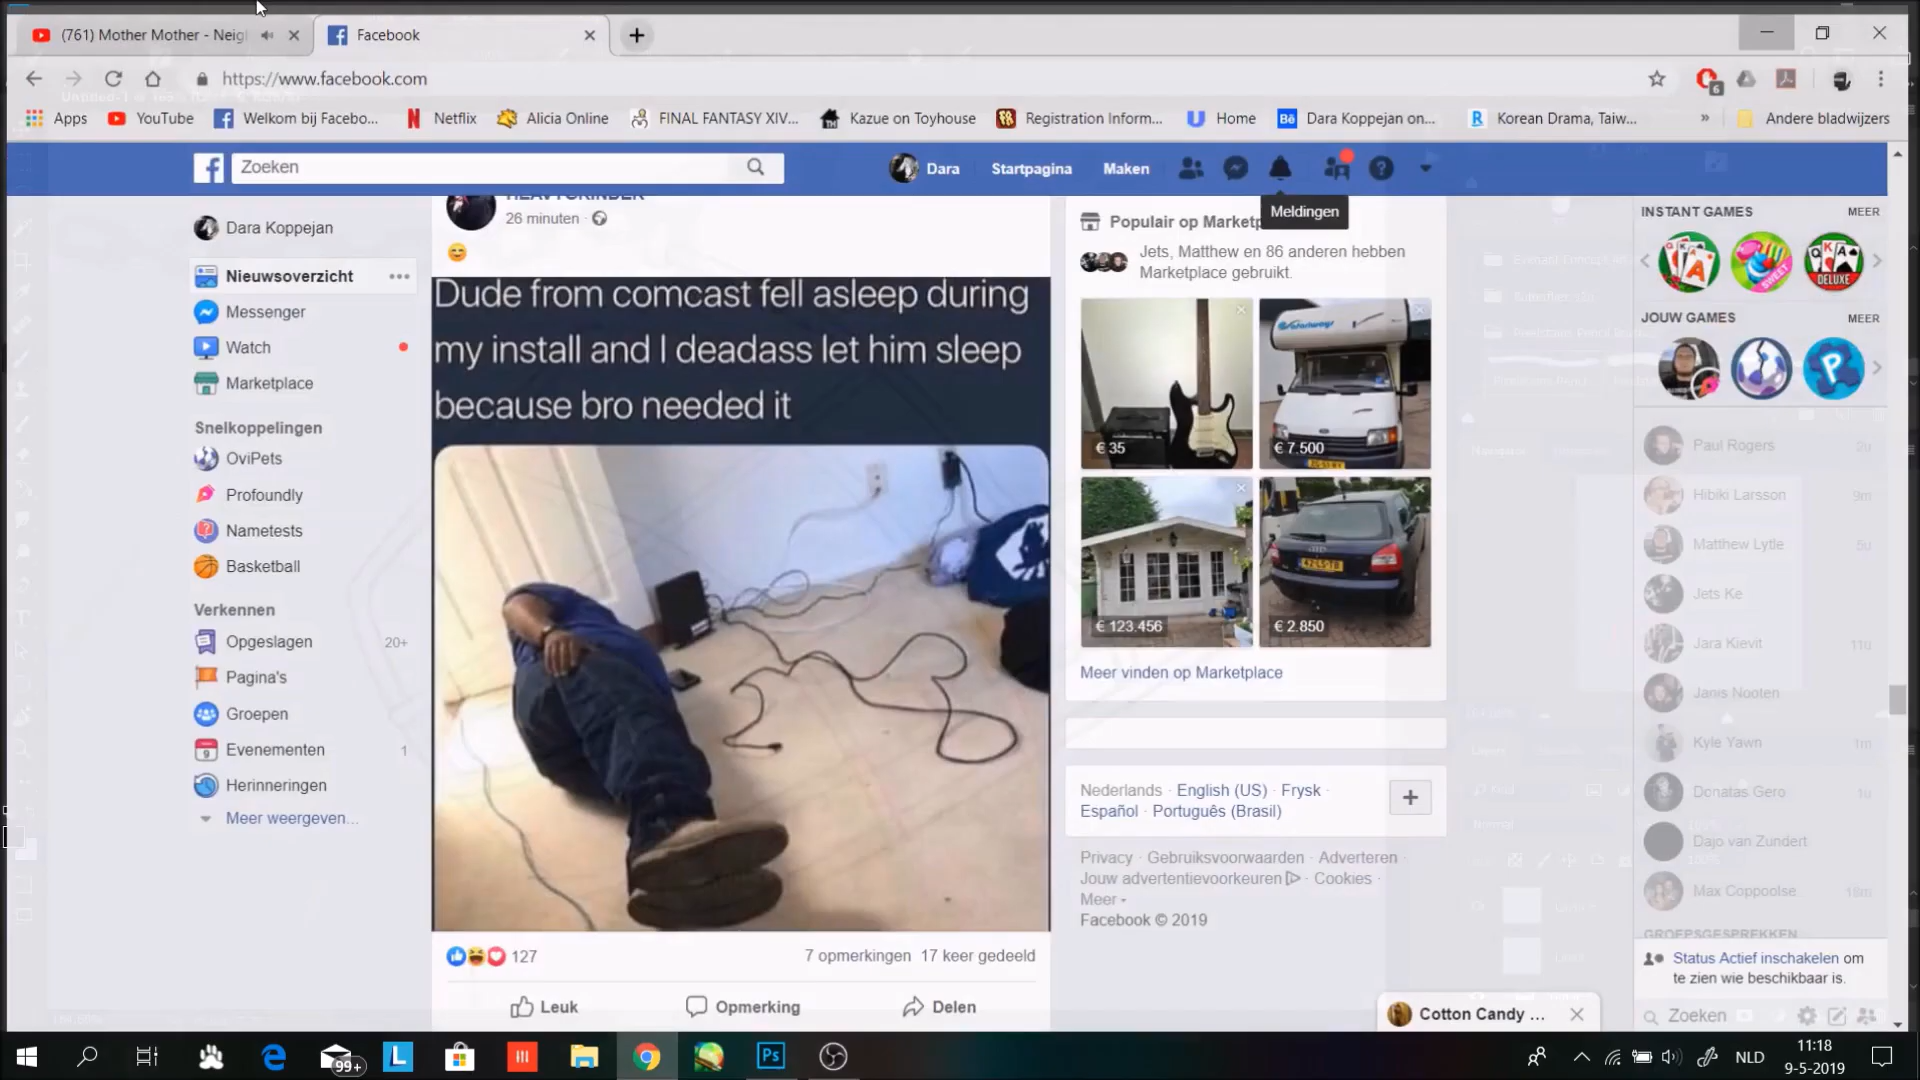 (761) Mother Mother - Neig
Facebook
https://www.facebook.com
Apps
YouTube
Welkom bij Facebo...
Netflix
Alicia Online
FINAL FANTASY XIV...
Kazue on Toyhouse
Registration Inform...
Home
Dara Koppejan on...
Korean Drama, Taiw...
»
Andere bladwijzers
Zoeken
Dara
Startpagina
Maken
Meldingen
Dara Koppejan
Nieuwsoverzicht
Messenger
Watch
Marketplace
Snelkoppelingen
OviPets
Profoundly
Nametests
Basketball
Verkennen
Opgeslagen 20+
Pagina's
Groepen
Evenementen 1
Herinneringen
Meer weergeven...
26 minuten
Dude from comcast fell asleep during
my install and I deadass let him sleep
because bro needed it
127
7 opmerkingen 17 keer gedeeld
Leuk
Opmerking
Delen
Populair op Marketp
Jets, Matthew en 86 anderen hebben
Marketplace gebruikt.
€ 35
€ 7.500
€ 123.456
€ 2.850
Meer vinden op Marketplace
Nederlands · English (US) · Frysk ·
Español · Português (Brasil)
Privacy · Gebruiksvoorwaarden · Adverteren ·
Jouw advertentievoorkeuren · Cookies ·
Meer
Facebook © 2019
INSTANT GAMES MEER
JOUW GAMES MEER
Paul Rogers 2u
Hibiki Larsson 9m
Matthew Lytle 5u
Jets Ke
Jara Kievit 11u
Janis Nooten
Kyle Yawn 1m
Donatas Gero 1u
Dajo van Zundert
Max Coppoolse 18m
GROEPSGESPREKKEN
Status Actief inschakelen om
te zien wie beschikbaar is.
Zoeken
Cotton Candy ...
99+
NLD
11:18
9-5-2019